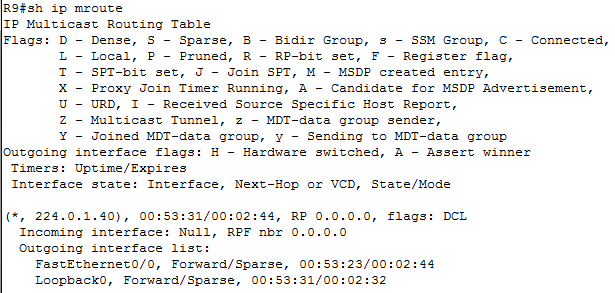 R9#sh ip mroute
IP Multicast Routing Table
Flags: D - Dense, S - Sparse, B - Bidir Group, s - SSM Group, C - Connected,
L - Local, P - Pruned, R - RP-bit set, F - Register flag,
T - SPT-bit set, J - Join SPT, M - MSDP created entry,
X - Proxy Join Timer Running, A - Candidate for MSDP Advertisement,
U - URD, I - Received Source Specific Host Report,
Z - Multicast Tunnel, z - MDT-data group sender,
Y - Joined MDT-data group, y - Sending to MDT-data group
Outgoing interface flags: H - Hardware switched, A - Assert winner
Timers: Uptime/Expires
Interface state: Interface, Next-Hop or VCD, State/Mode
(*, 224.0.1.40), 00:53:31/00:02:44, RP 0.0.0.0, flags: DCL
Incoming interface: Null, RPF nbr 0.0.0.0
Outgoing interface list:
FastEthernet0/0, Forward/Sparse, 00:53:23/00:02:44
Loopback0, Forward/Sparse, 00:53:31/00:02:32